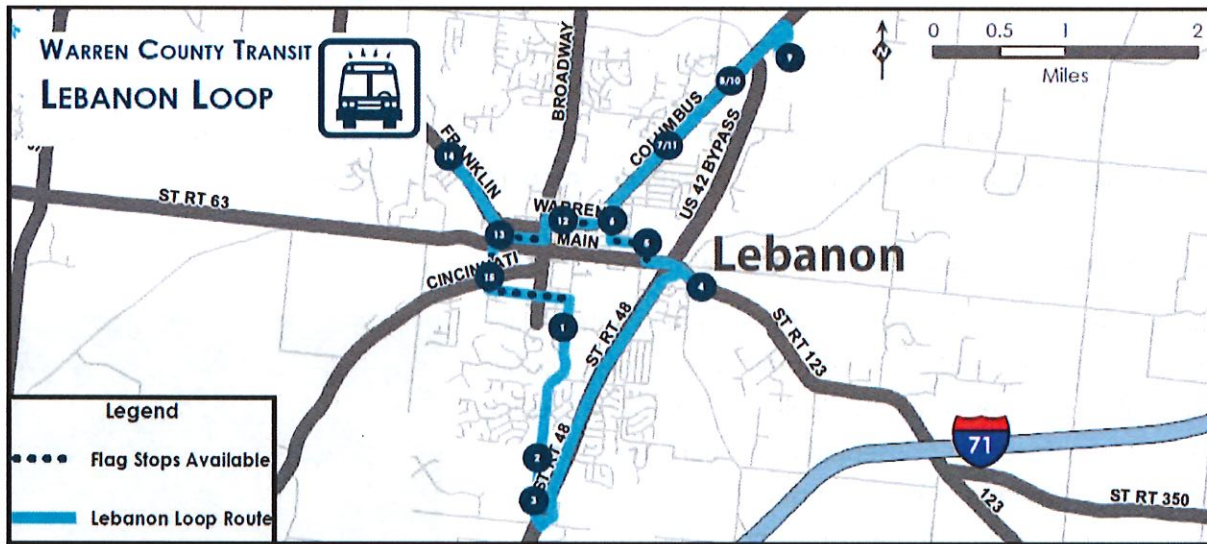 WARREN COUNTY TRANSIT
LEBANON LOOP
0 0.5 1 2
Miles
BROADWAY
COLUMBUS
US 42 BYPASS
FRANKLIN
ST RT 63
WARREN
MAIN
CINCINNATI
Lebanon
ST RT 48
ST RT 48
ST RT 123
71
123
ST RT 350
1
2
3
4
5
6
7/11
8/10
9
12
13
14
15
N
Legend
Flag Stops Available
Lebanon Loop Route